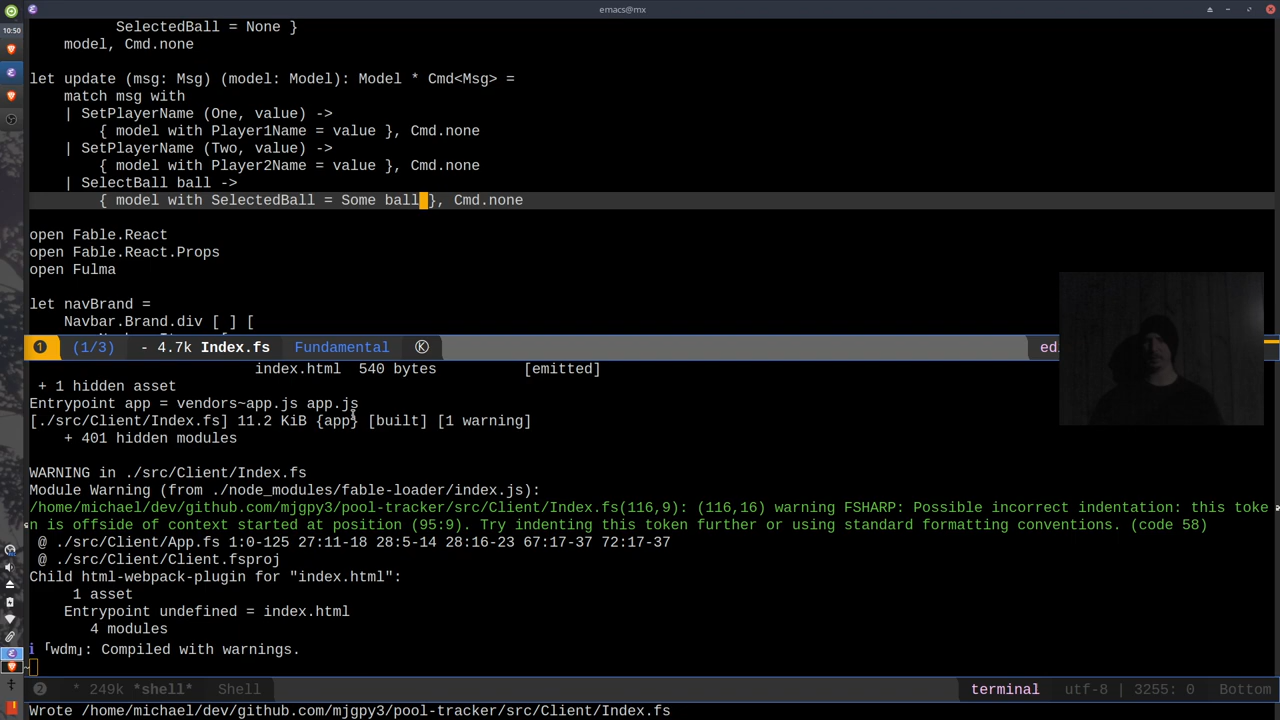 emacs@mx
10:50
SelectedBall = None }
model, Cmd.none
let update (msg: Msg) (model: Model): Model * Cmd<Msg> =
match msg with
| SetPlayerName (One, value) ->
{ model with Player1Name = value }, Cmd.none
| SetPlayerName (Two, value) ->
{ model with Player2Name = value }, Cmd.none
| SelectBall ball ->
{ model with SelectedBall = Some ball }, Cmd.none
open Fable.React
open Fable.React.Props
open Fulma
let navBrand =
Navbar.Brand.div [ ] [
1 (1/3) - 4.7k Index.fs Fundamental K
index.html 540 bytes [emitted]
+ 1 hidden asset
Entrypoint app = vendors~app.js app.js
[./src/Client/Index.fs] 11.2 KiB {app} [built] [1 warning]
+ 401 hidden modules
WARNING in ./src/Client/Index.fs
Module Warning (from ./node_modules/fable-loader/index.js):
/home/michael/dev/github.com/mjgpy3/pool-tracker/src/Client/Index.fs(116,9): (116,16) warning FSHARP: Possible incorrect indentation: this toke
n is offside of context started at position (95:9). Try indenting this token further or using standard formatting conventions. (code 58)
@ ./src/Client/App.fs 1:0-125 27:11-18 28:5-14 28:16-23 67:17-37 72:17-37
@ ./src/Client/Client.fsproj
Child html-webpack-plugin for "index.html":
1 asset
Entrypoint undefined = index.html
4 modules
i ｢wdm｣: Compiled with warnings.
2 * 249k *shell* Shell terminal utf-8 | 3255: 0 Bottom
Wrote /home/michael/dev/github.com/mjgpy3/pool-tracker/src/Client/Index.fs